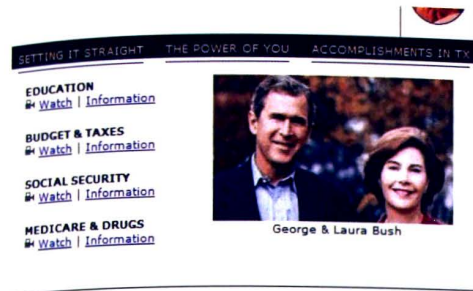 SETTING IT STRAIGHT THE POWER OF YOU ACCOMPLISHMENTS IN TX
EDUCATION
Watch | Information
BUDGET & TAXES
Watch | Information
SOCIAL SECURITY
Watch | Information
MEDICARE & DRUGS
Watch | Information
George & Laura Bush